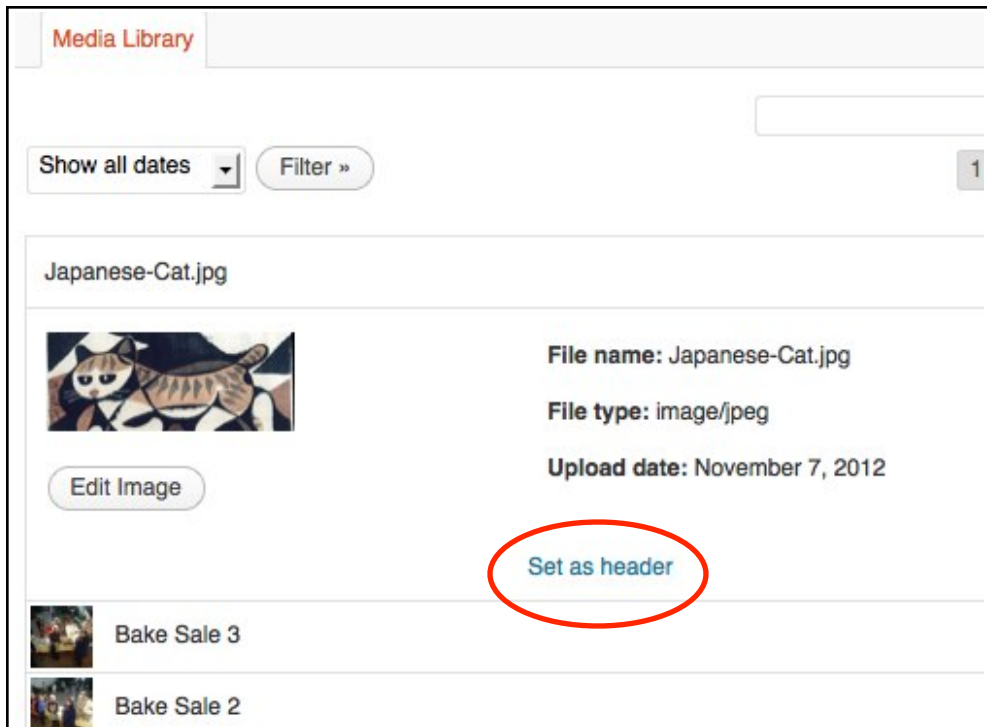 Media Library
Show all dates
Filter »
1
Japanese-Cat.jpg
File name: Japanese-Cat.jpg
File type: image/jpeg
Upload date: November 7, 2012
Edit Image
Set as header
Bake Sale 3
Bake Sale 2